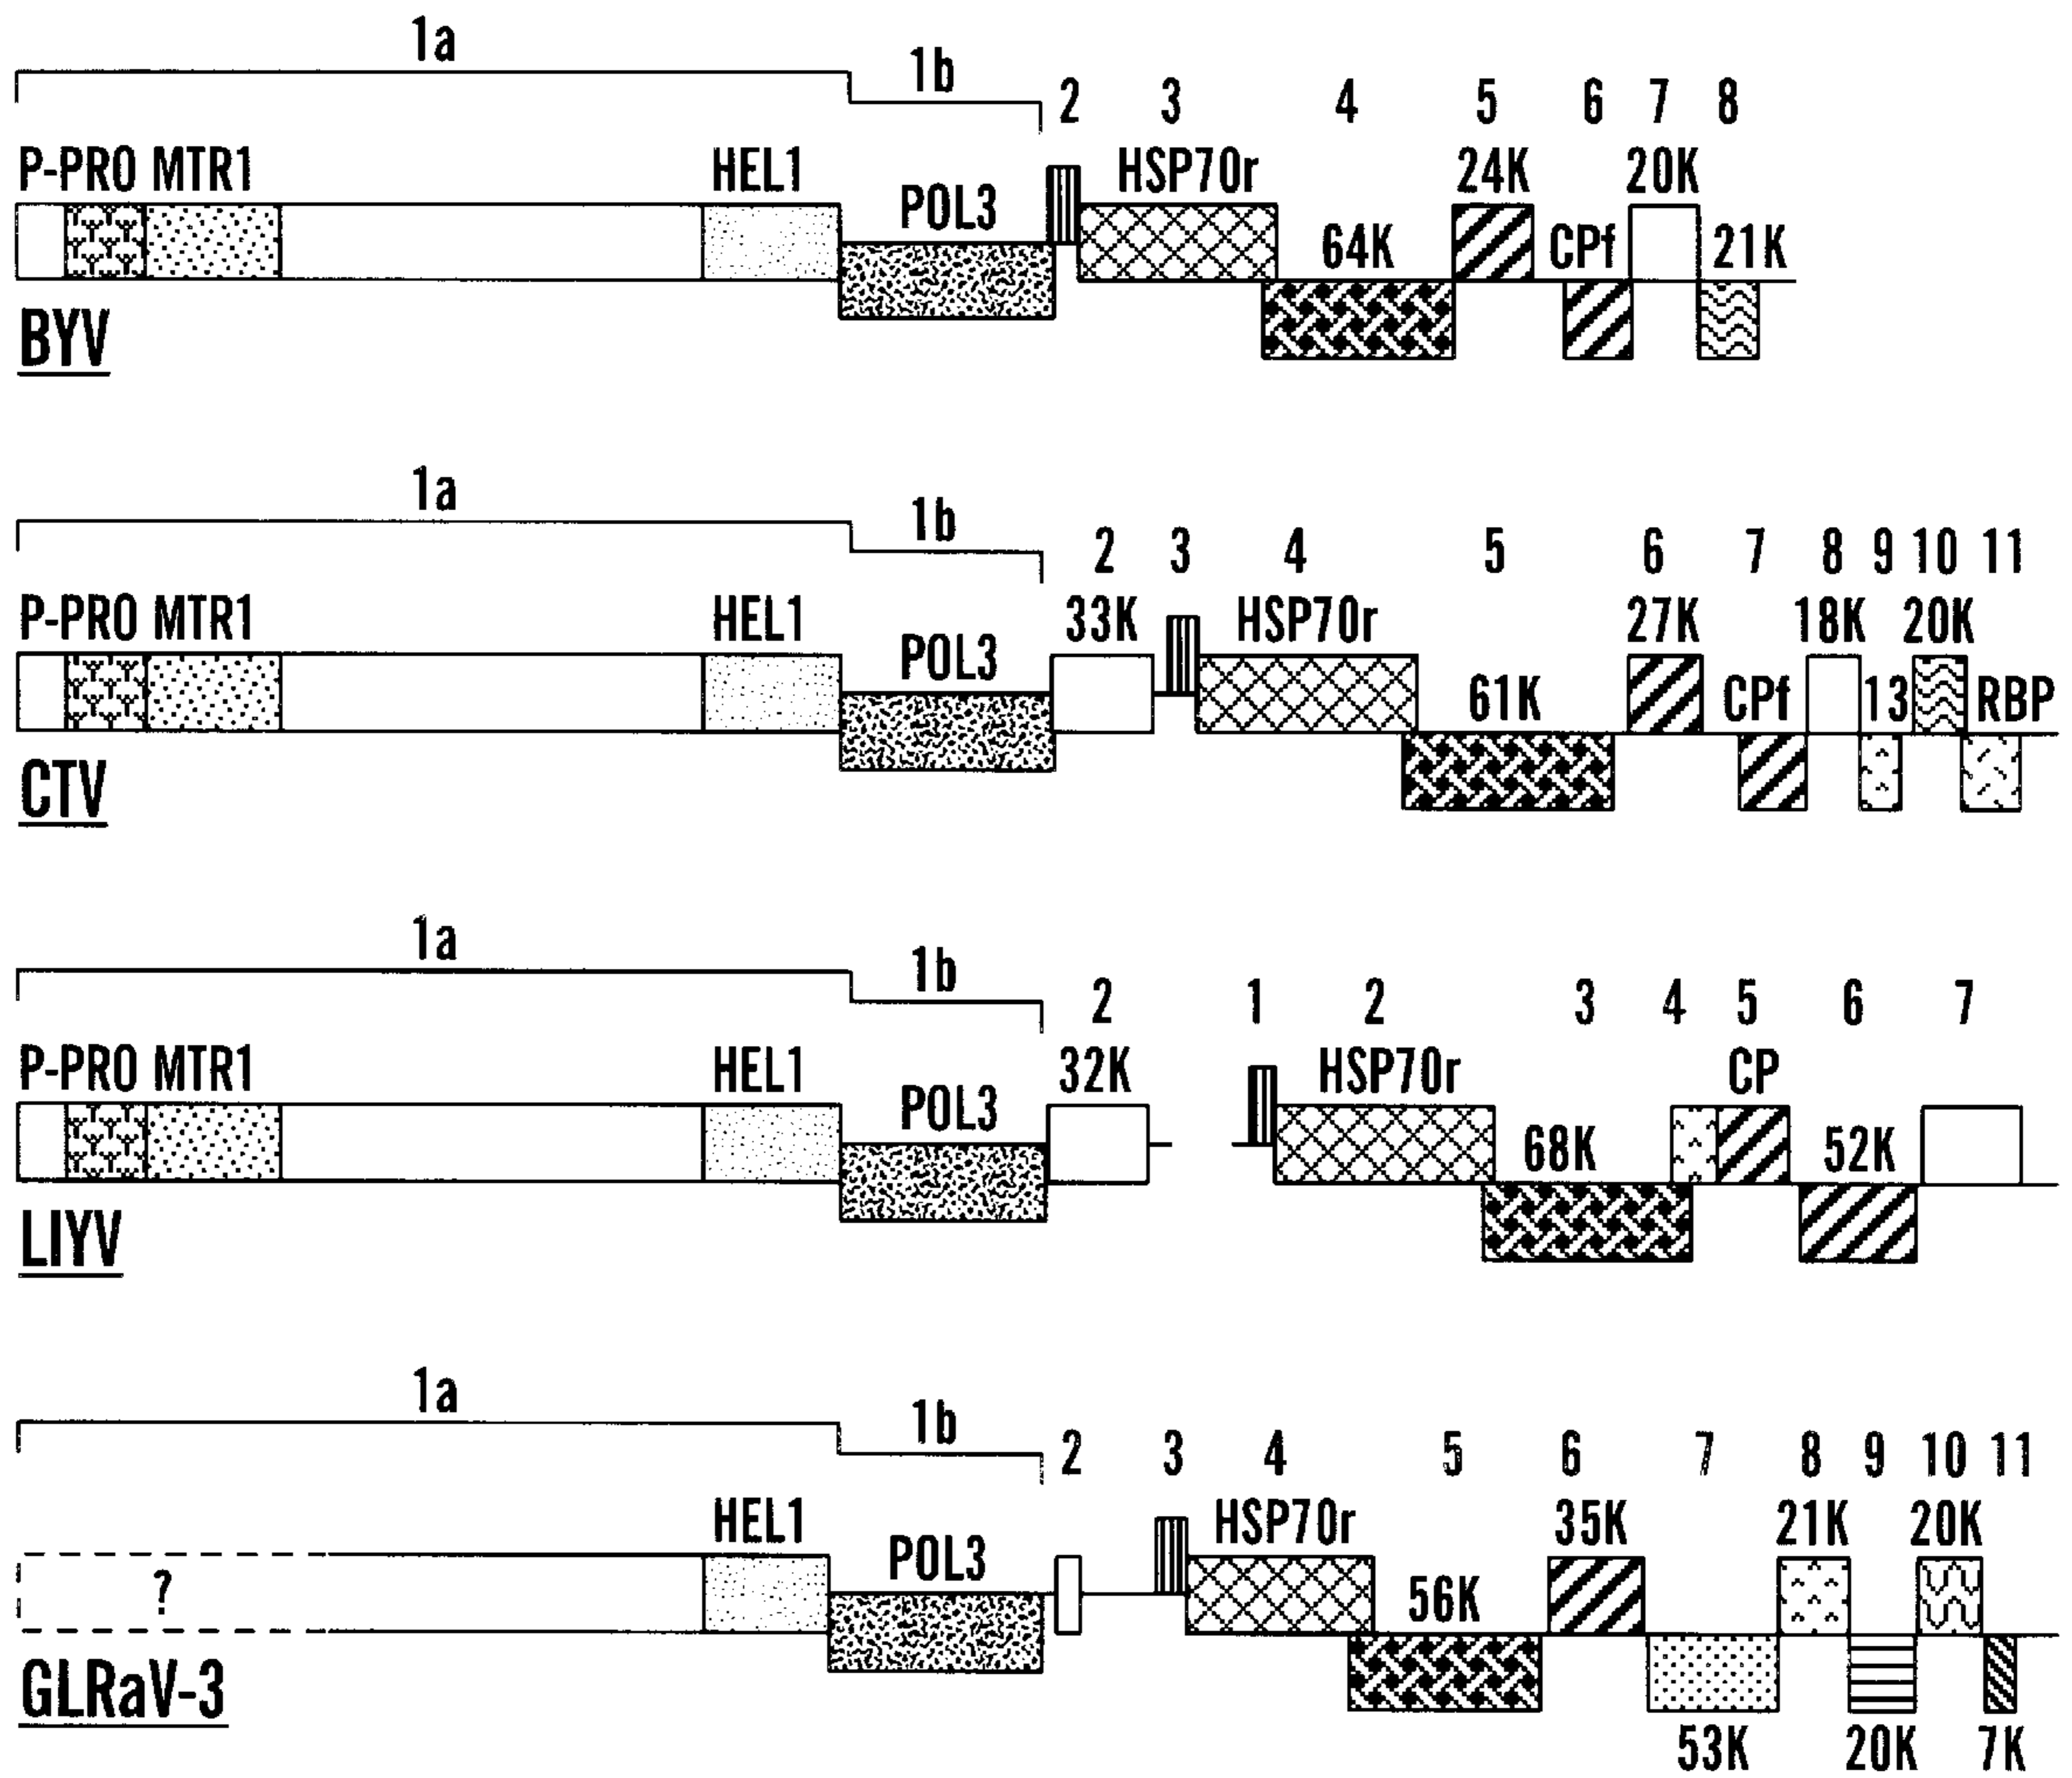 1a
1b
2 3 4 5 6 7 8
P-PRO MTR1 HEL1 POL3 HSP70r 64K 24K CPf 20K 21K
BYV
1a
1b
2 3 4 5 6 7 8 9 10 11
P-PRO MTR1 HEL1 POL3 33K HSP70r 61K 27K CPf 18K 13 20K RBP
CTV
1a
1b
2 1 2 3 4 5 6 7
P-PRO MTR1 HEL1 POL3 32K HSP70r 68K CP 52K
LIYV
1a
1b
2 3 4 5 6 7 8 9 10 11
HEL1 POL3 HSP70r 56K 35K 21K 20K
?
GLRaV-3
53K 20K 7K